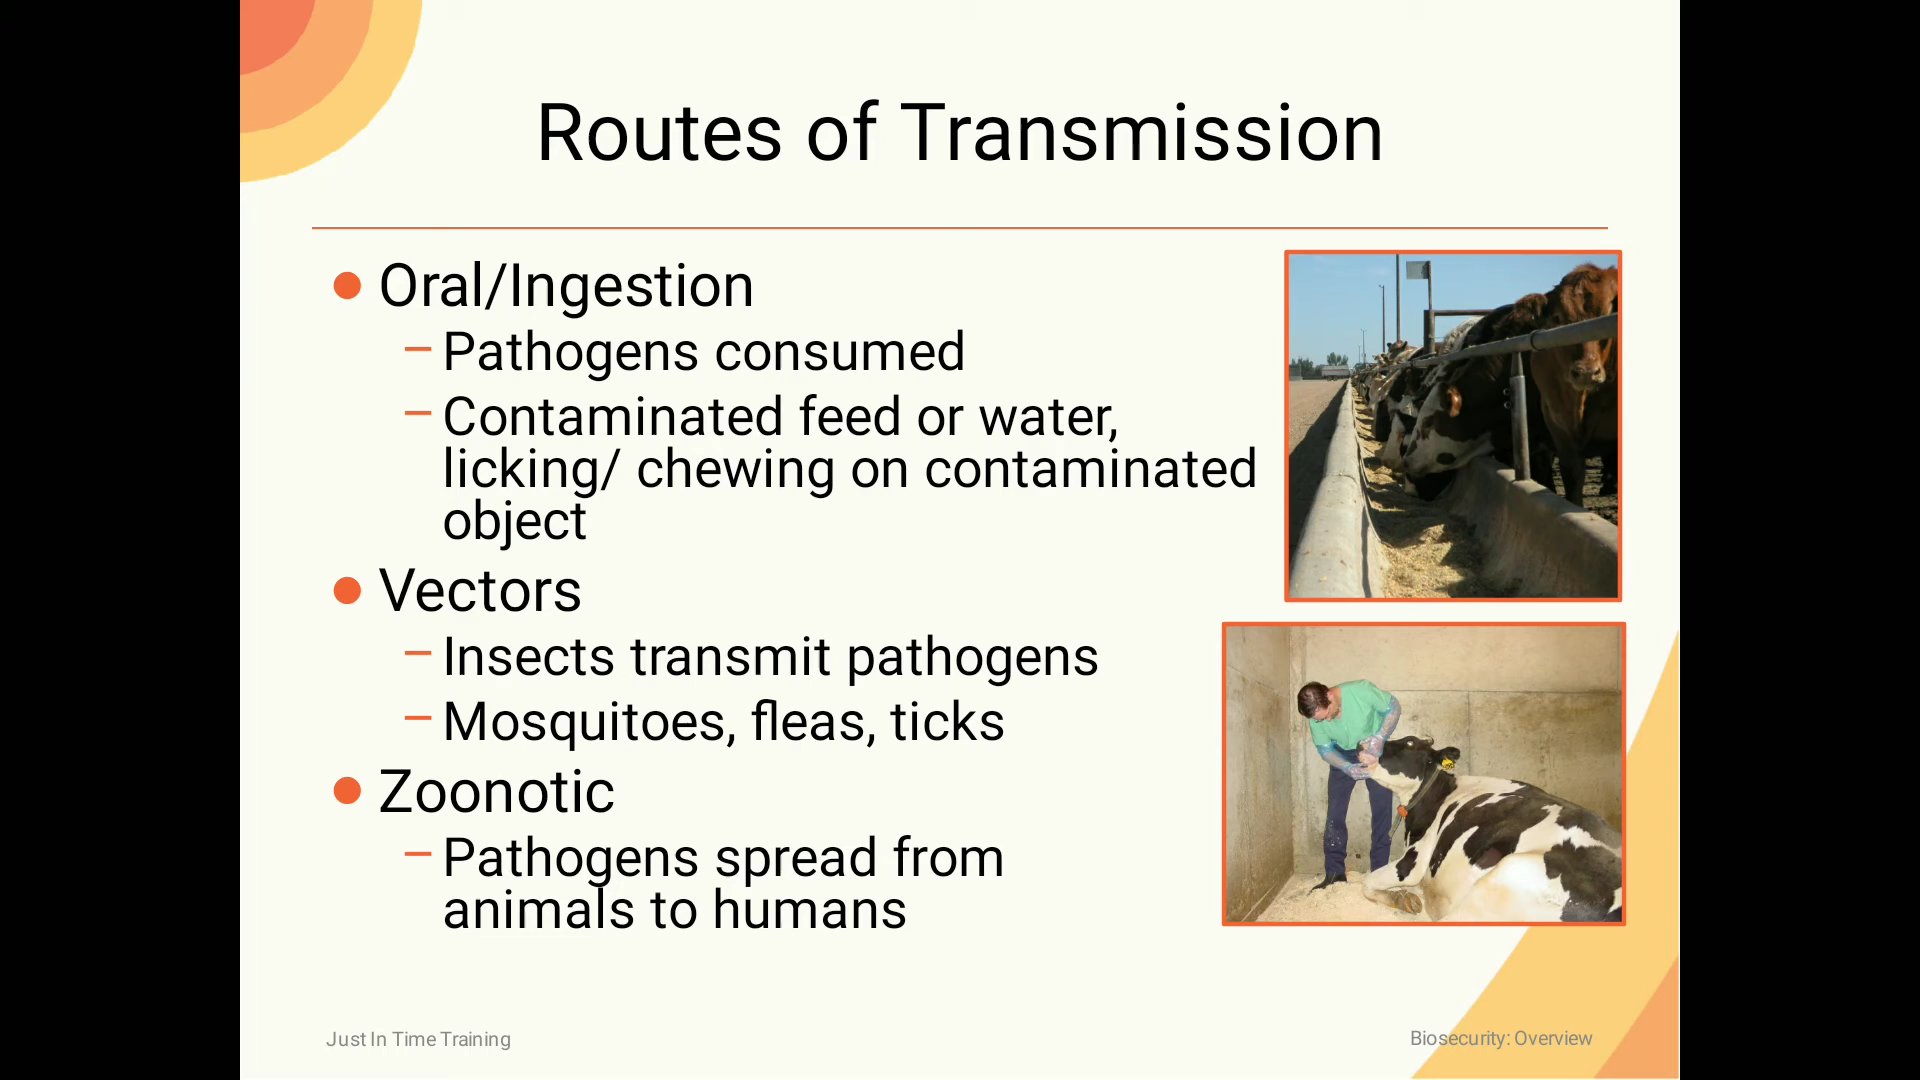 Routes of Transmission
Oral/Ingestion
Pathogens consumed
Contaminated feed or water,
licking/ chewing on contaminated
object
Vectors
Insects transmit pathogens
Mosquitoes, fleas, ticks
Zoonotic
Pathogens spread from
animals to humans
Just In Time Training
Biosecurity: Overview